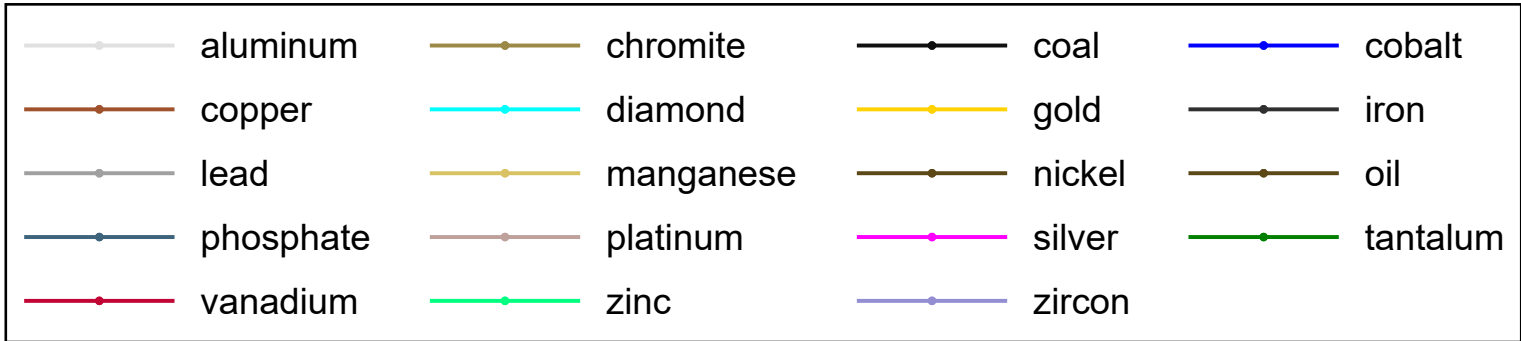 aluminum chromite coal cobalt
copper diamond gold iron
lead manganese nickel oil
phosphate platinum silver tantalum
vanadium zinc zircon